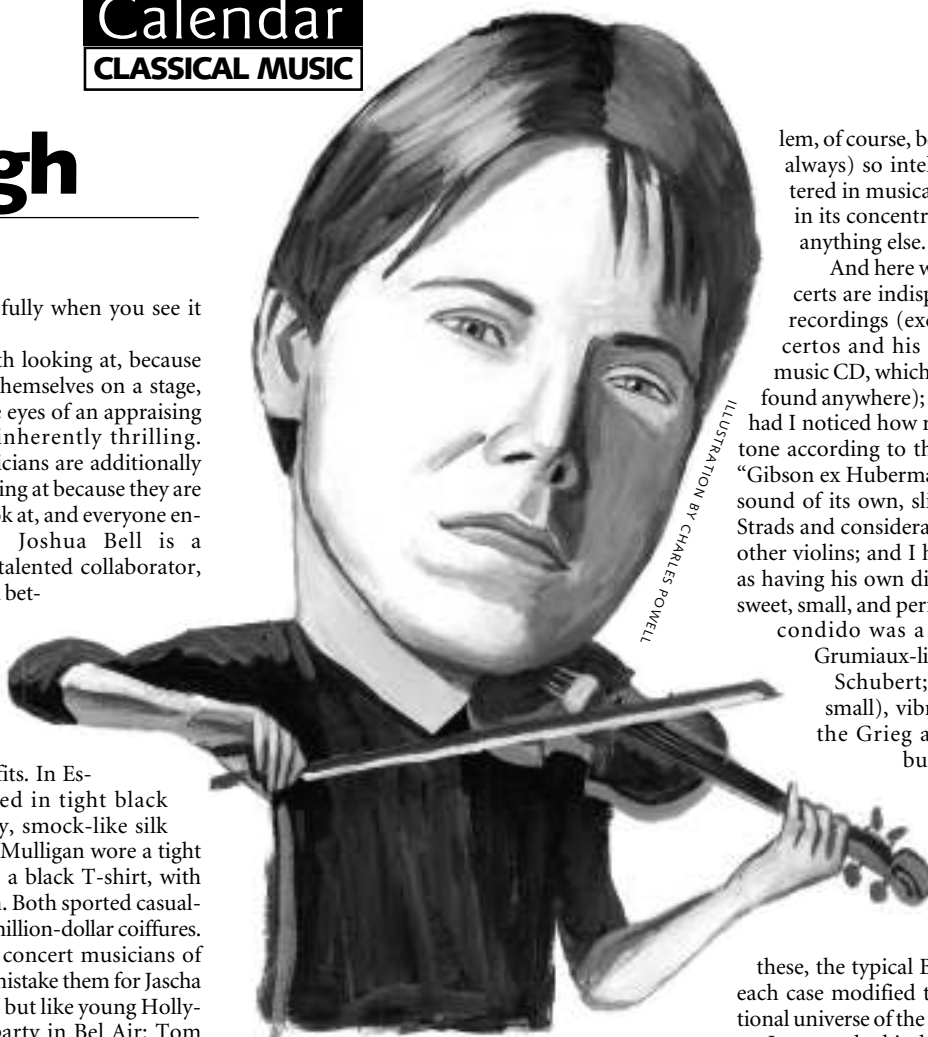 Calendar
CLASSICAL MUSIC
gh
fully when you see it
th looking at, because
hemselves on a stage,
e eyes of an appraising
inherently thrilling.
icians are additionally
ing at because they are
ok at, and everyone en-
Joshua Bell is a
talented collaborator,
bet-
fits. In Es-
ed in tight black
y, smock-like silk
Mulligan wore a tight
a black T-shirt, with
. Both sported casual-
million-dollar coiffures.
concert musicians of
mistake them for Jascha
but like young Holly-
party in Bel Air: Tom
ILLUSTRATION BY CHARLES POWELL
lem, of course, b
always) so intel
tered in musica
in its concentr
anything else.
And here w
certs are indisp
recordings (exc
certos and his
music CD, which
found anywhere);
had I noticed how r
tone according to th
“Gibson ex Huberma
sound of its own, sli
Strads and considera
other violins; and I h
as having his own di
sweet, small, and per
condido was a
Grumiaux-li
Schubert;
small), vibr
the Grieg a
bu
these, the typical B
each case modified t
tional universe of the